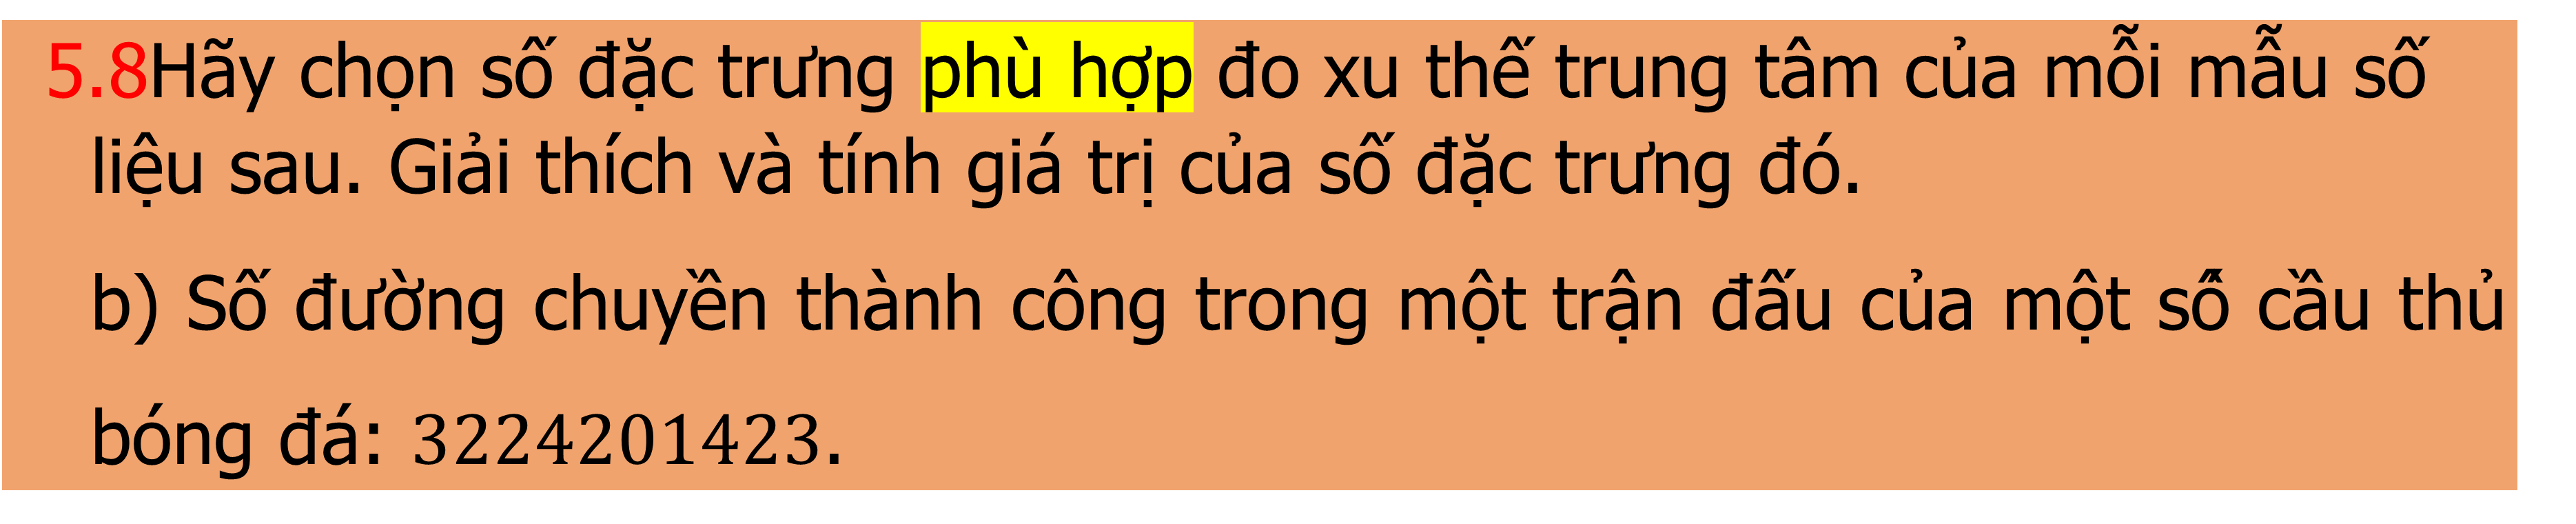 5.8Hãy chọn số đặc trưng phù hợp đo xu thế trung tâm của mỗi mẫu số
liệu sau. Giải thích và tính giá trị của số đặc trưng đó.
b) Số đường chuyền thành công trong một trận đấu của một số cầu thủ
bóng đá: 3224201423.